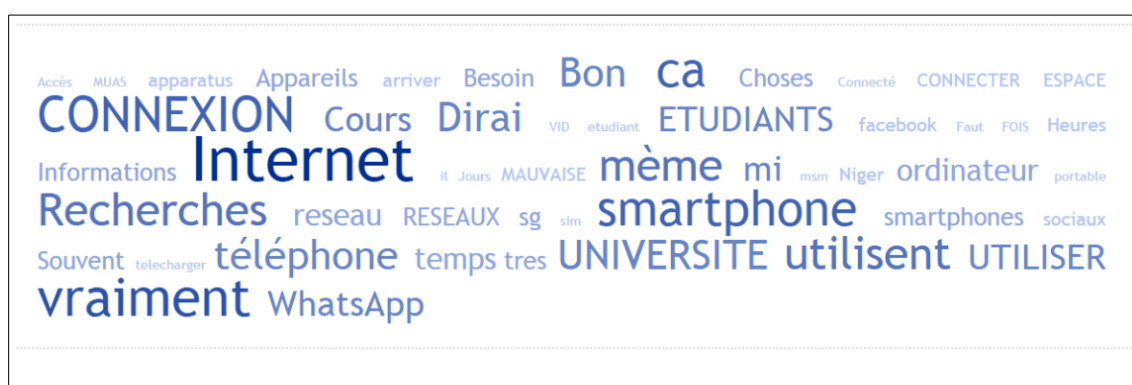 Accès MUAS apparatus Appareils arriver Besoin Bon ca Choses Connecté CONNECTER ESPACE
CONNEXION Cours Dirai VID etudiant ETUDIANTS facebook Faut FOIS Heures
Informations Internet il Jours MAUVAISE mème mi msm Niger ordinateur portable
Recherches reseau RESEAUX sg sim smartphone smartphones sociaux
Souvent telecharger téléphone temps tres UNIVERSITE utilisent UTILISER
vraiment WhatsApp